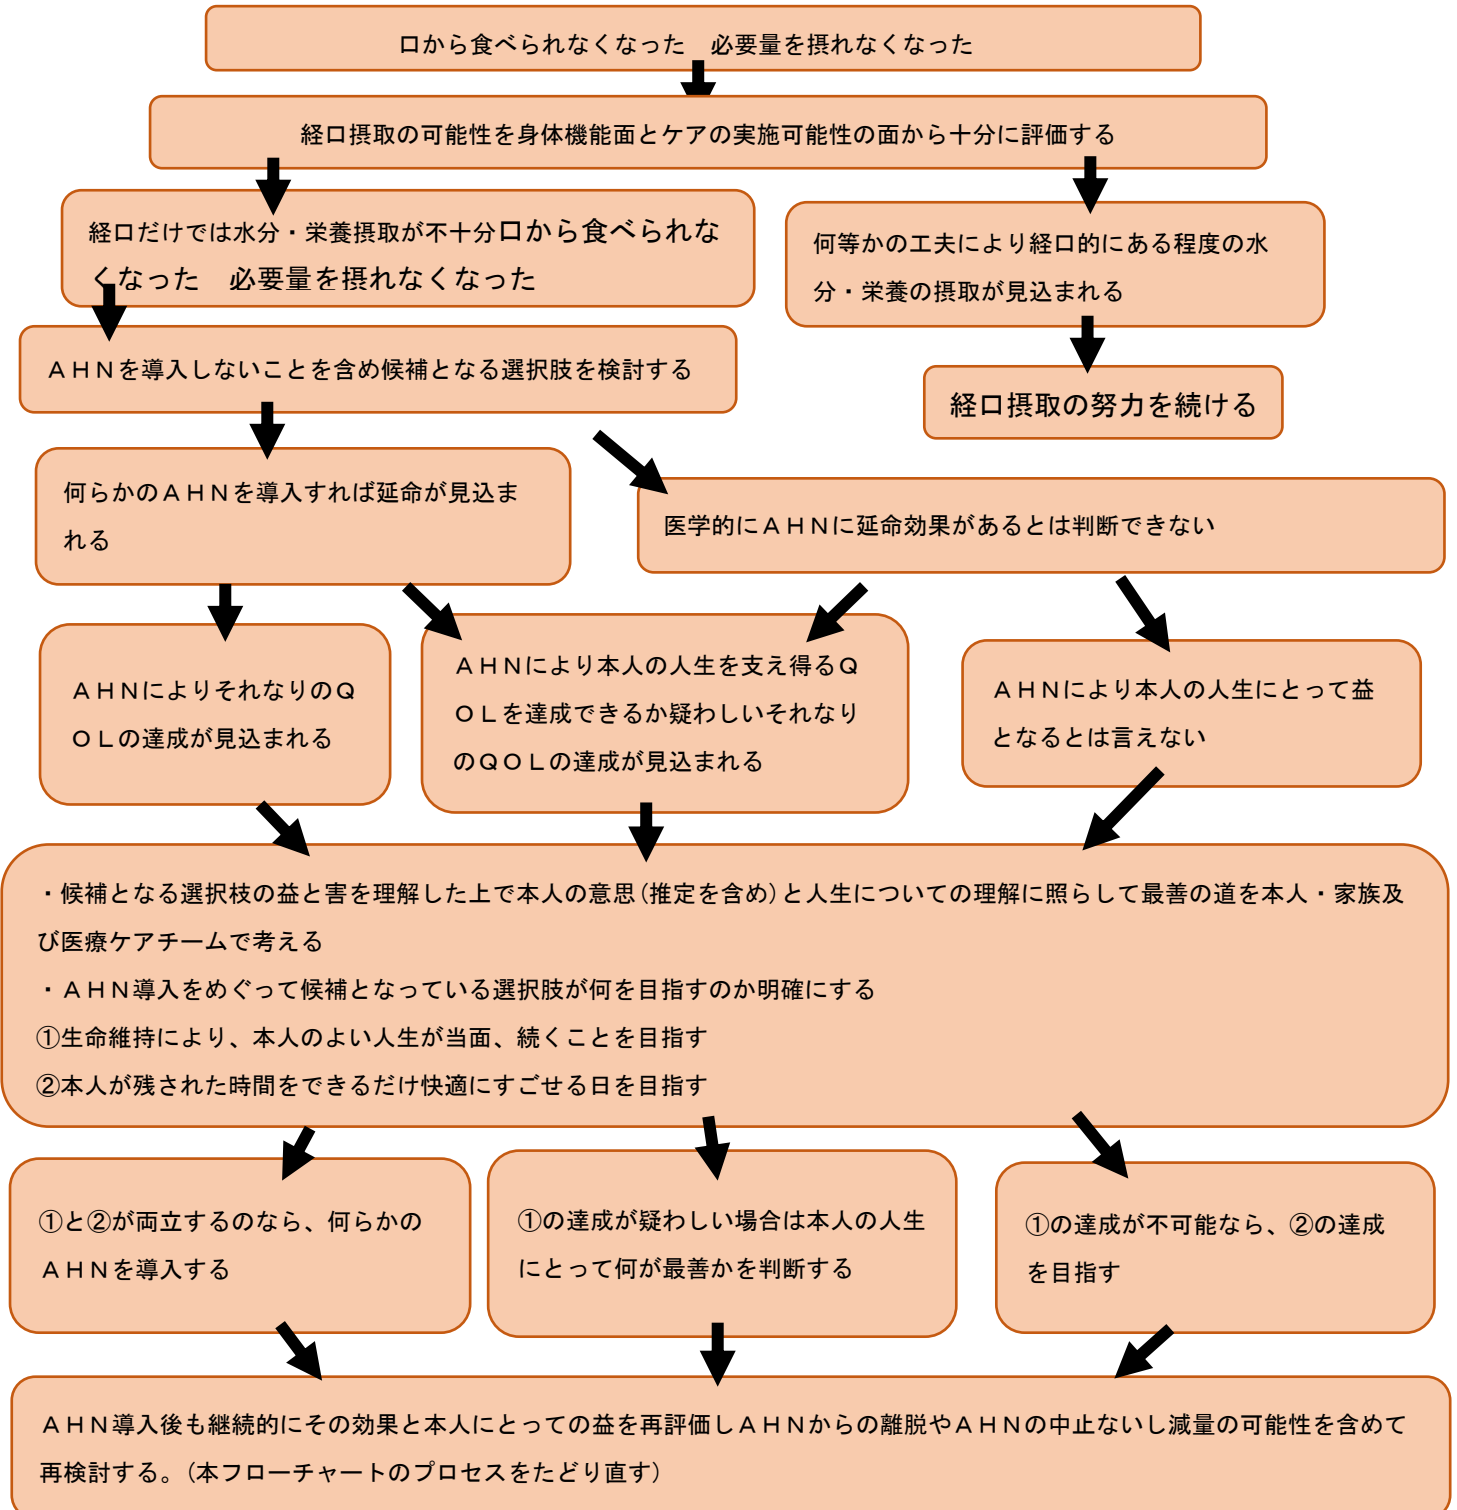 口から食べられなくなった　必要量を摂れなくなった
経口摂取の可能性を身体機能面とケアの実施可能性の面から十分に評価する
経口だけでは水分・栄養摂取が不十分口から食べられな
くなった　必要量を摂れなくなった
何等かの工夫により経口的にある程度の水
分・栄養の摂取が見込まれる
ＡＨＮを導入しないことを含め候補となる選択肢を検討する
経口摂取の努力を続ける
何らかのＡＨＮを導入すれば延命が見込ま
れる
医学的にＡＨＮに延命効果があるとは判断できない
ＡＨＮによりそれなりのＱ
ＯＬの達成が見込まれる
ＡＨＮにより本人の人生を支え得るＱ
ＯＬを達成できるか疑わしいそれなり
のＱＯＬの達成が見込まれる
ＡＨＮにより本人の人生にとって益
となるとは言えない
・候補となる選択枝の益と害を理解した上で本人の意思(推定を含め)と人生についての理解に照らして最善の道を本人・家族及
び医療ケアチームで考える
・ＡＨＮ導入をめぐって候補となっている選択肢が何を目指すのか明確にする
①生命維持により、本人のよい人生が当面、続くことを目指す
②本人が残された時間をできるだけ快適にすごせる日を目指す
①と②が両立するのなら、何らかの
ＡＨＮを導入する
①の達成が疑わしい場合は本人の人生
にとって何が最善かを判断する
①の達成が不可能なら、②の達成
を目指す
ＡＨＮ導入後も継続的にその効果と本人にとっての益を再評価しＡＨＮからの離脱やＡＨＮの中止ないし減量の可能性を含めて
再検討する。(本フローチャートのプロセスをたどり直す)